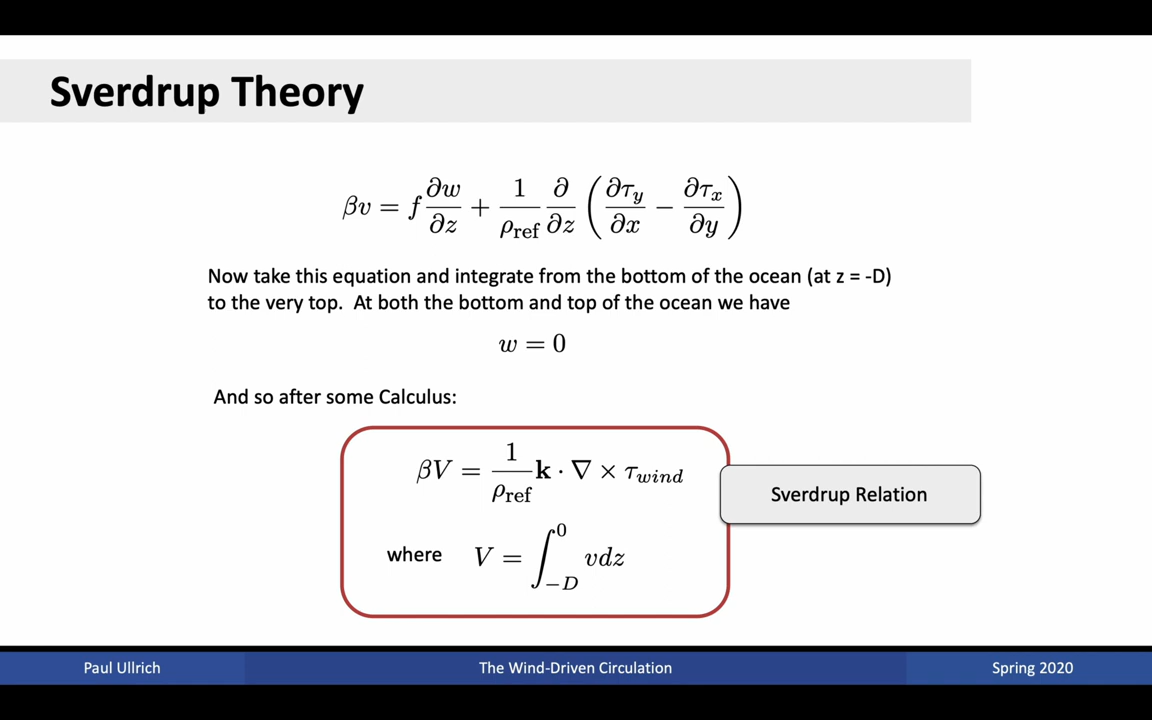 Sverdrup Theory
βv = f ∂w/∂z + 1/ρ_ref ∂/∂z (∂τ_y/∂x − ∂τ_x/∂y)
Now take this equation and integrate from the bottom of the ocean (at z = -D)
to the very top. At both the bottom and top of the ocean we have
w = 0
And so after some Calculus:
βV = 1/ρ_ref k · ∇ × τ_wind
Sverdrup Relation
where V = ∫_{−D}^{0} vdz
Paul Ullrich
The Wind-Driven Circulation
Spring 2020